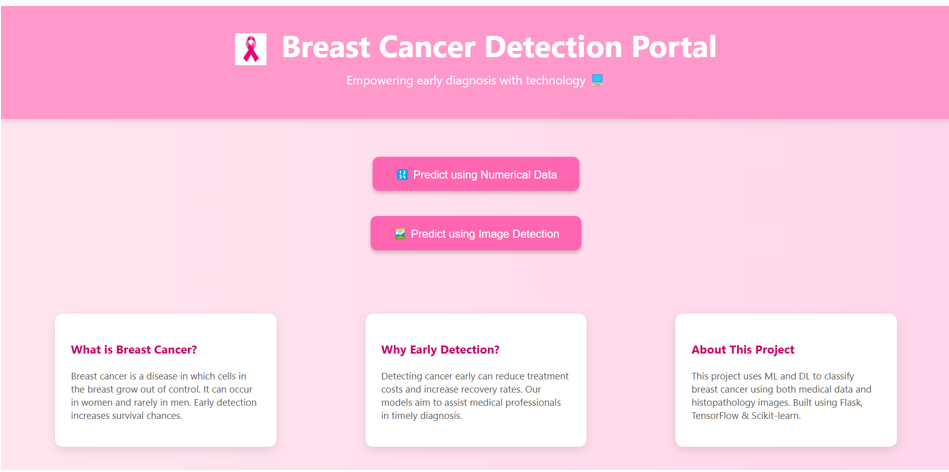 Breast Cancer Detection Portal
Empowering early diagnosis with technology
Predict using Numerical Data
Predict using Image Detection
What is Breast Cancer?
Breast cancer is a disease in which cells in
the breast grow out of control. It can occur
in women and rarely in men. Early detection
increases survival chances.
Why Early Detection?
Detecting cancer early can reduce treatment
costs and increase recovery rates. Our
models aim to assist medical professionals
in timely diagnosis.
About This Project
This project uses ML and DL to classify
breast cancer using both medical data and
histopathology images. Built using Flask,
TensorFlow & Scikit-learn.